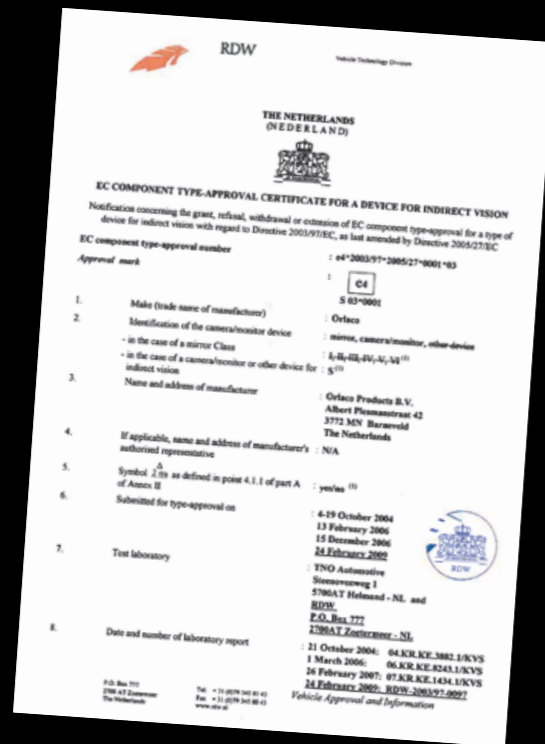 RDW
Vehicle Technology Division
THE NETHERLANDS
(NEDERLAND)
EC COMPONENT TYPE-APPROVAL CERTIFICATE FOR A DEVICE FOR INDIRECT VISION
Notification concerning the grant, refusal, withdrawal or extension of EC component type-approval for a type of
device for indirect vision with regard to Directive 2003/97/EC, as last amended by Directive 2005/27/EC
EC component type-approval number : e4*2003/97*2005/27*0001*03
Approval mark :
e4
S 03*0001
1. Make (trade name of manufacturer) : Orlaco
2. Identification of the camera/monitor device : mirror, camera/monitor, other device
- in the case of a mirror Class : I, II, III, IV, V, VI (2)
- in the case of a camera/monitor or other device for : S
indirect vision
3. Name and address of manufacturer : Orlaco Products B.V.
Albert Plesmanstraat 42
3772 MN Barneveld
The Netherlands
4. If applicable, name and address of manufacturer's : N/A
authorised representative
5. Symbol 2 m as defined in point 4.1.1 of part A : yes/no
of Annex II
6. Submitted for type-approval on : 4-19 October 2004
13 February 2006
15 December 2006
24 February 2009
RDW
7. Test laboratory : TNO Automotive
Steenovenweg 1
5700AT Helmond - NL and
RDW
P.O. Box 777
2700AT Zoetermeer - NL
8. Date and number of laboratory report : 21 October 2004: 04.KR.KE.3882.1/KVS
1 March 2006: 06.KR.KE.8243.1/KVS
26 February 2007: 07.KR.KE.1434.1/KVS
24 February 2009: RDW-2003/97-0097
Vehicle Approval and Information
P.O. Box 777
2700 AT Zoetermeer
The Netherlands
Tel.
Fax
www.rdw.nl